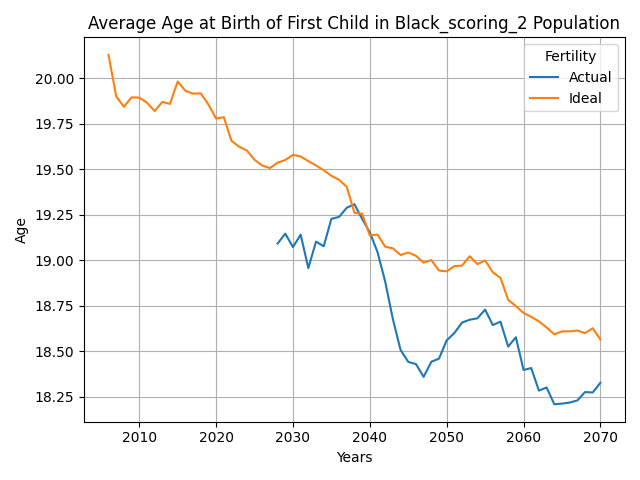 Average Age at Birth of First Child in Black_scoring_2 Population
Fertility
Actual
Ideal
20.00
19.75
19.50
19.25
19.00
18.75
18.50
18.25
Age
2010 2020 2030 2040 2050 2060 2070
Years